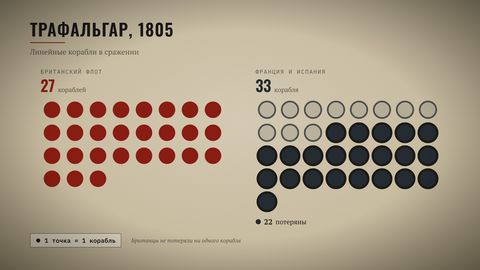 ТРАФАЛЬГАР, 1805
Линейные корабли в сражении
БРИТАНСКИЙ ФЛОТ
27 кораблей
ФРАНЦИЯ И ИСПАНИЯ
33 корабля
22 потеряны
1 точка = 1 корабль
Британцы не потеряли ни одного корабля